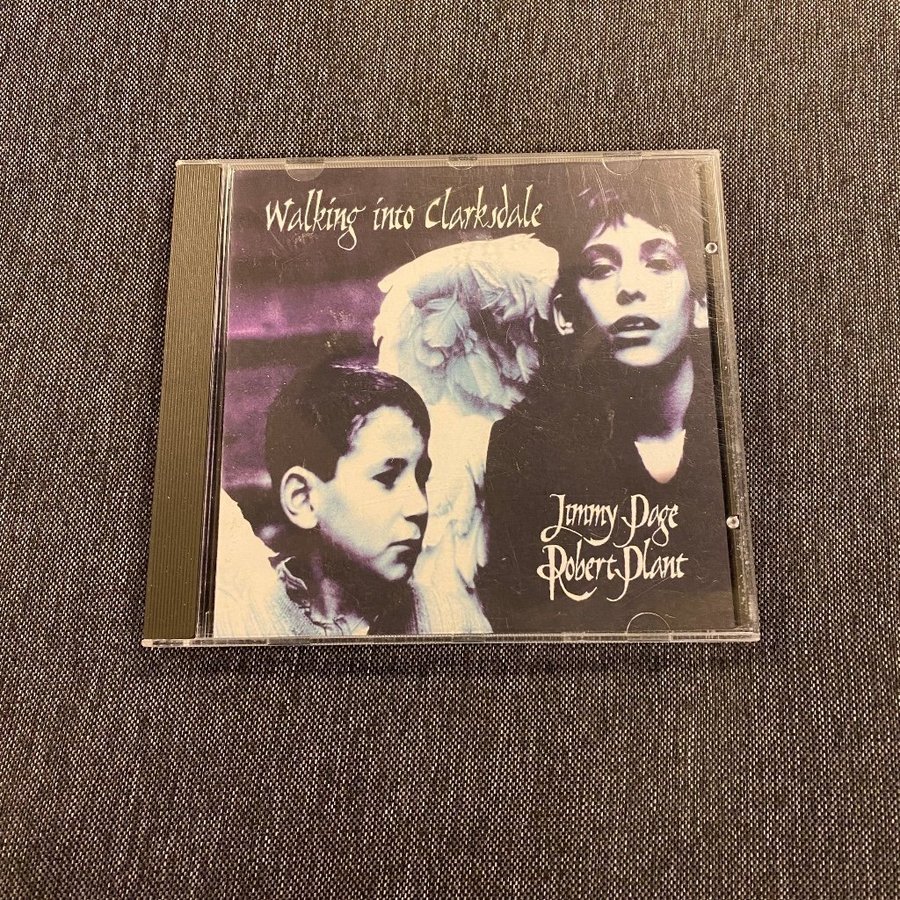 Walking into Clarksdale
Jimmy Page
Robert Plant